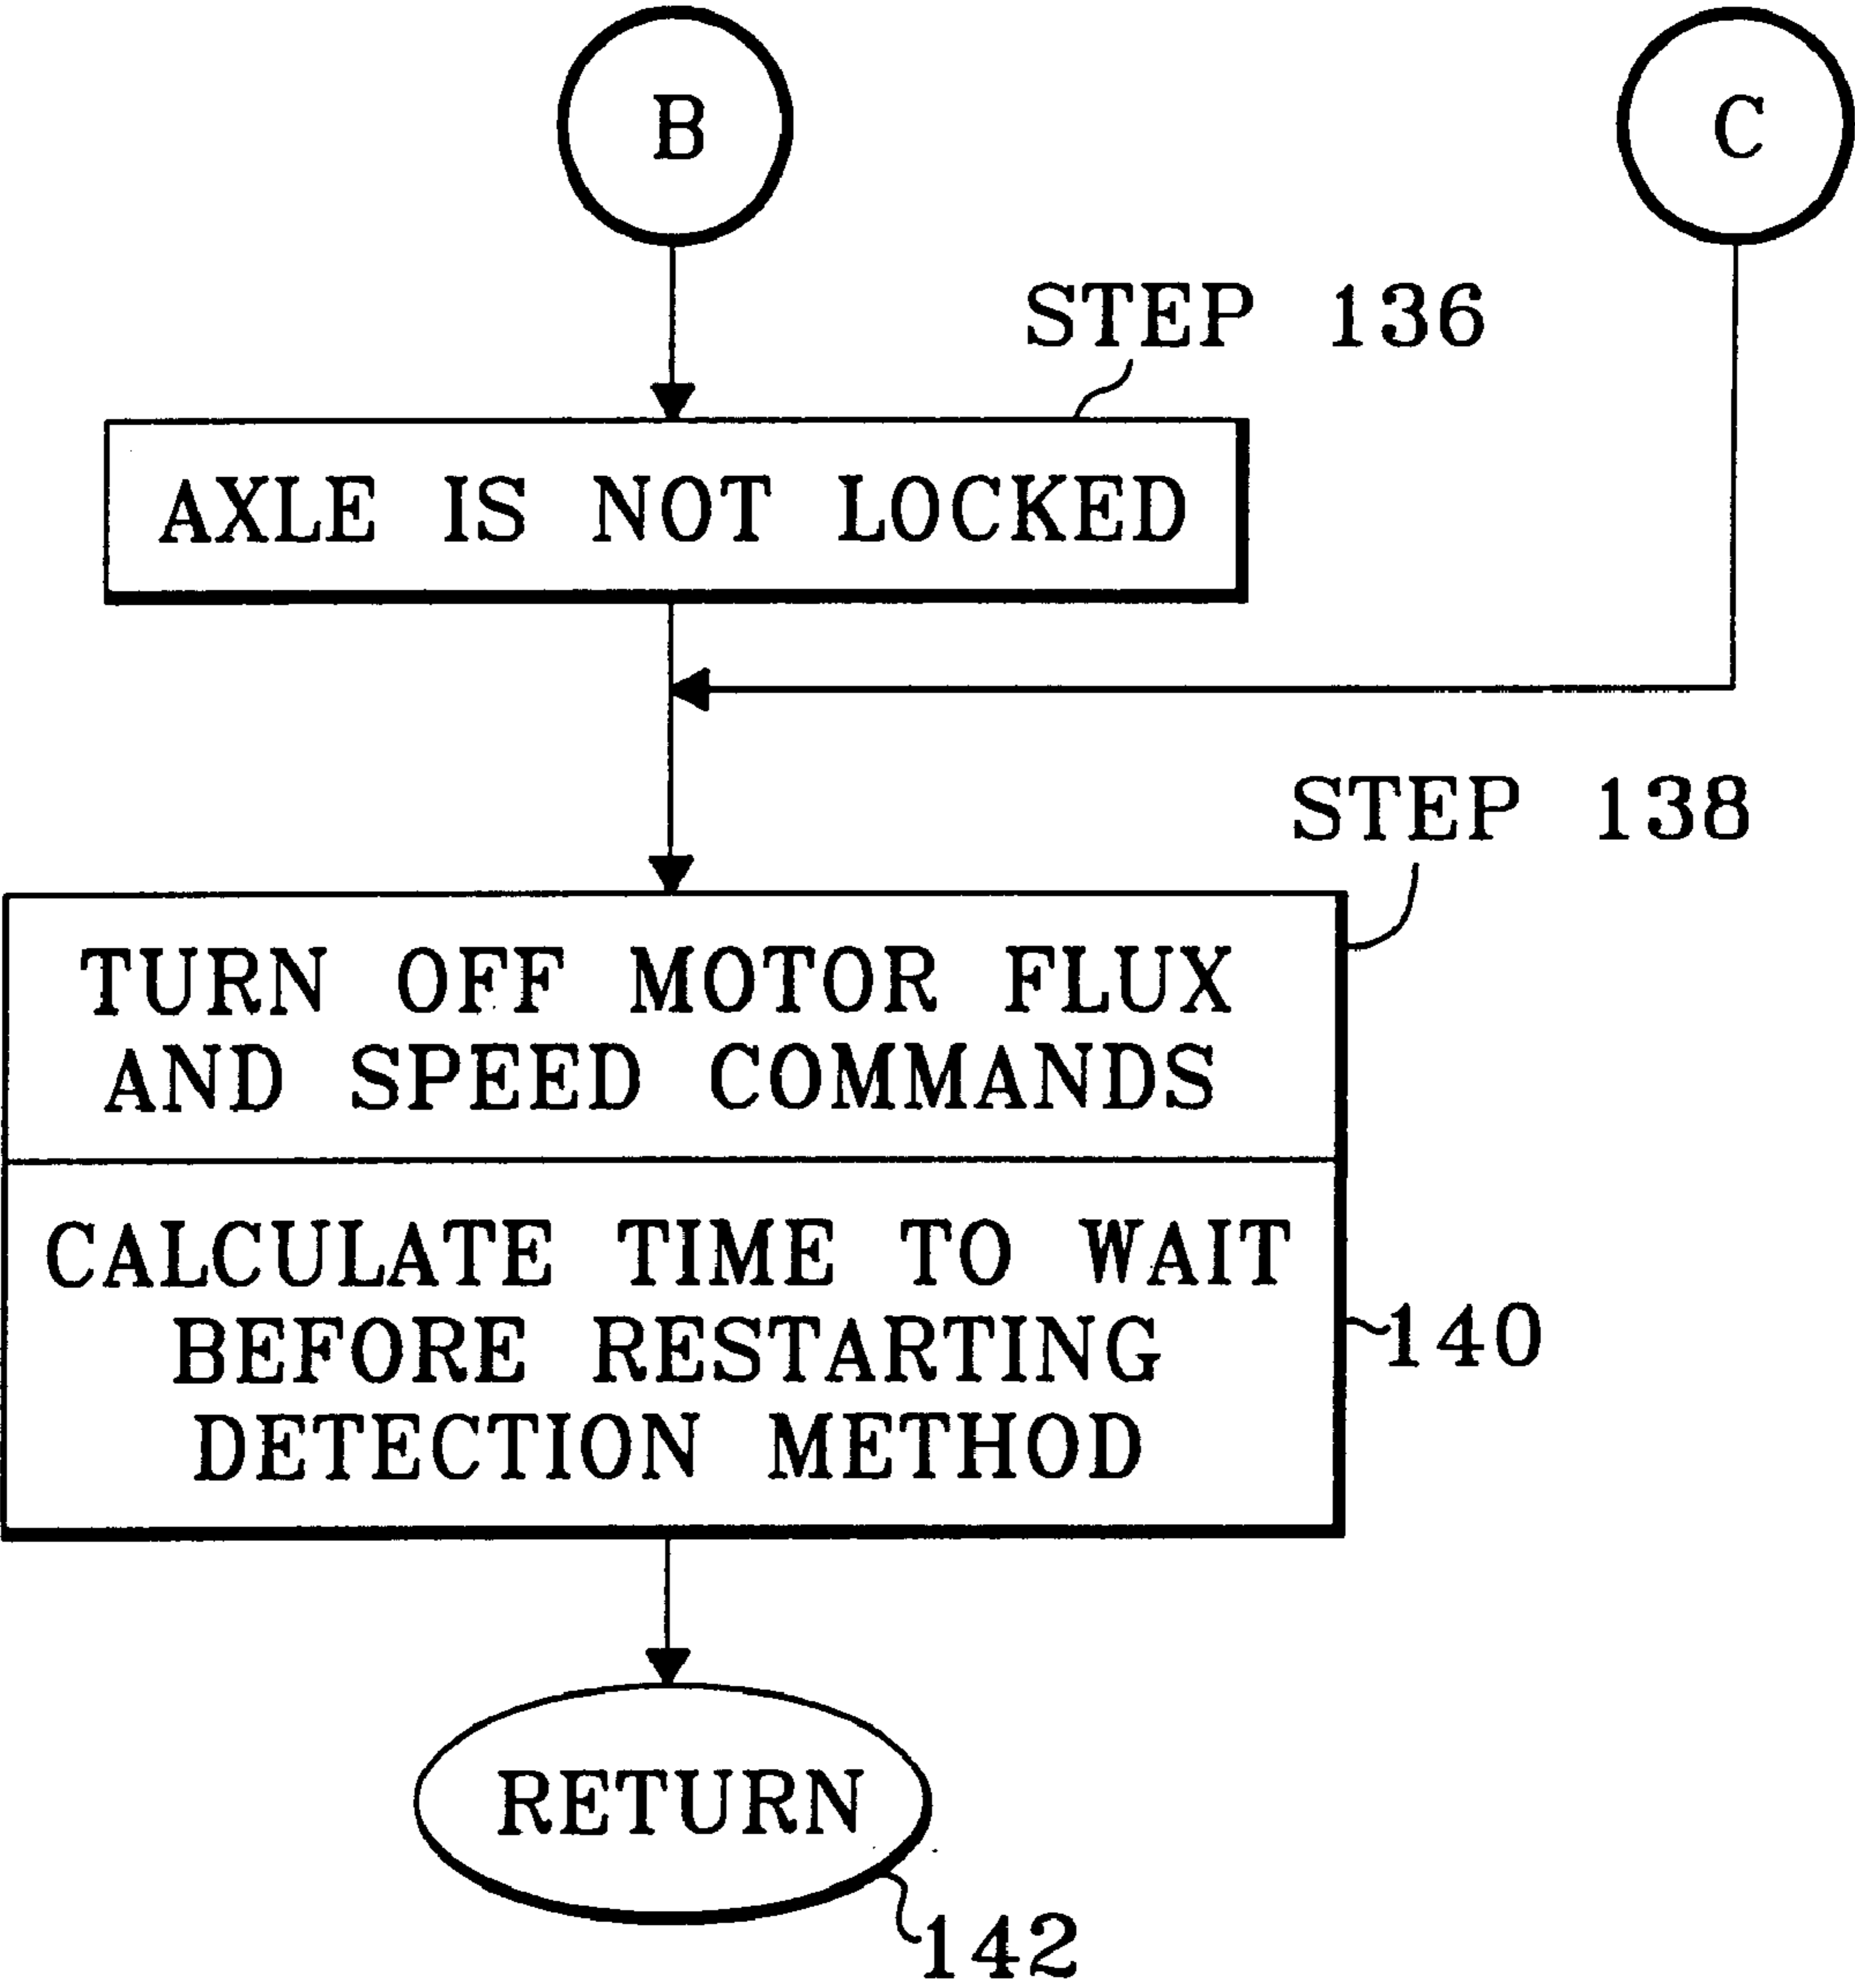 B
C
STEP 136
AXLE IS NOT LOCKED
STEP 138
TURN OFF MOTOR FLUX
AND SPEED COMMANDS
CALCULATE TIME TO WAIT
BEFORE RESTARTING
DETECTION METHOD
140
RETURN
142